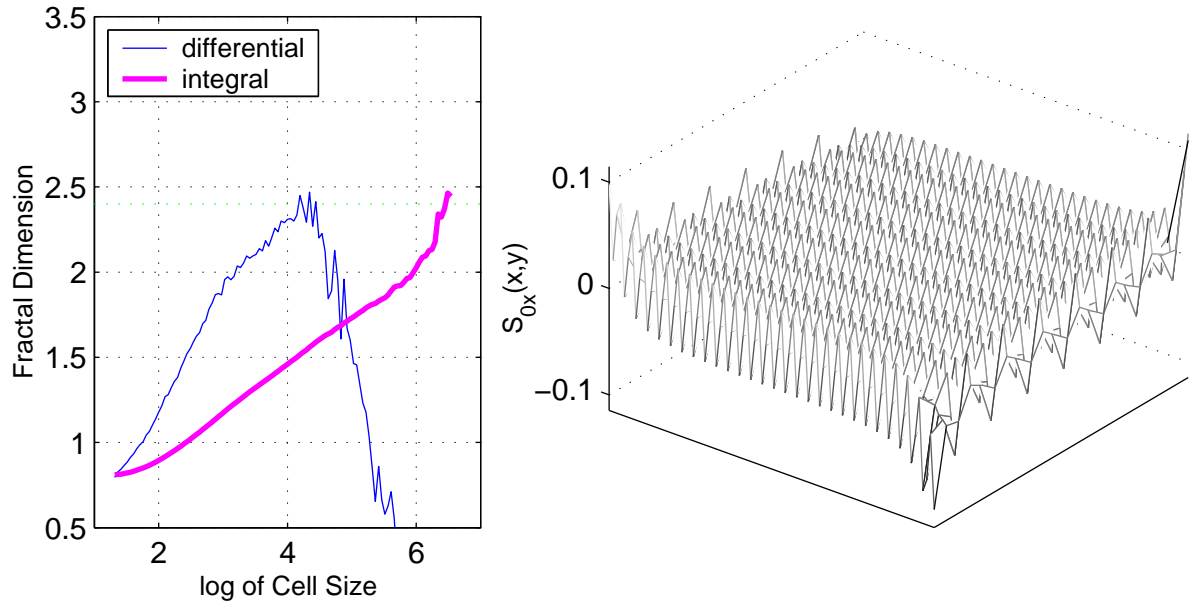 3.5
3
2.5
2
1.5
1
0.5
Fractal Dimension
differential
integral
2
4
6
log of Cell Size
0.1
0
−0.1
S0x(x,y)